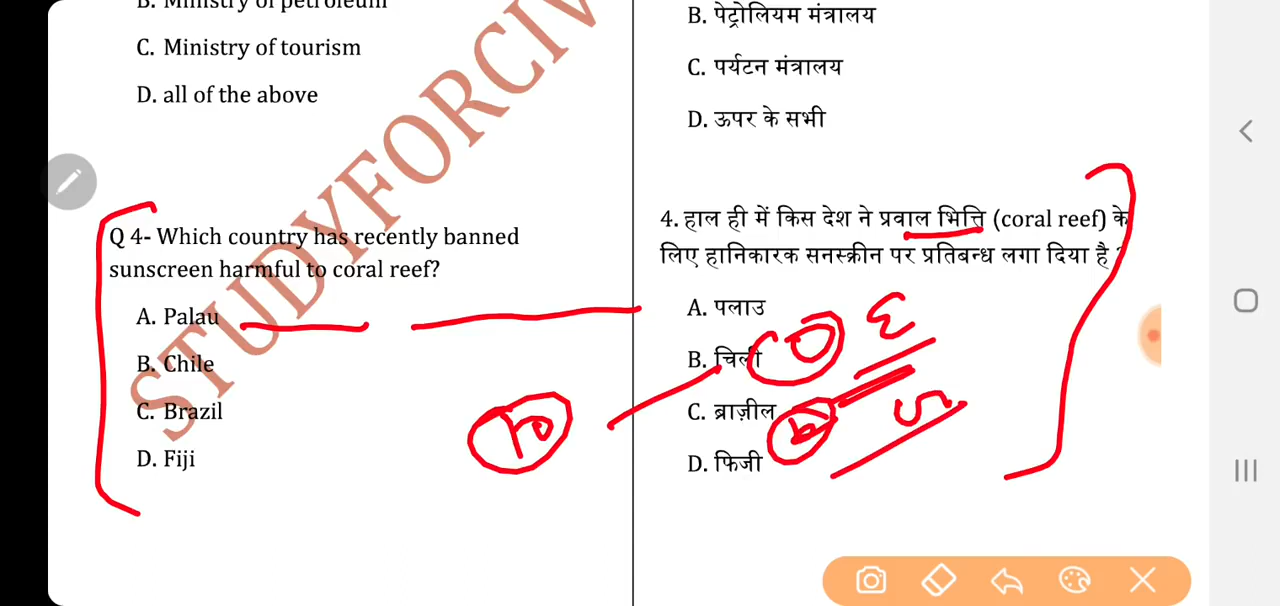 B. Ministry of petroleum
C. Ministry of tourism
D. all of the above
Q 4- Which country has recently banned
sunscreen harmful to coral reef?
A. Palau
B. Chile
C. Brazil
D. Fiji
B. पेट्रोलियम मंत्रालय
C. पर्यटन मंत्रालय
D. ऊपर के सभी
4. हाल ही में किस देश ने प्रवाल भित्ति (coral reef) के
लिए हानिकारक सनस्क्रीन पर प्रतिबन्ध लगा दिया है ?
A. पलाउ
B. चिली
C. ब्राज़ील
D. फिजी
STUDYFORCIV